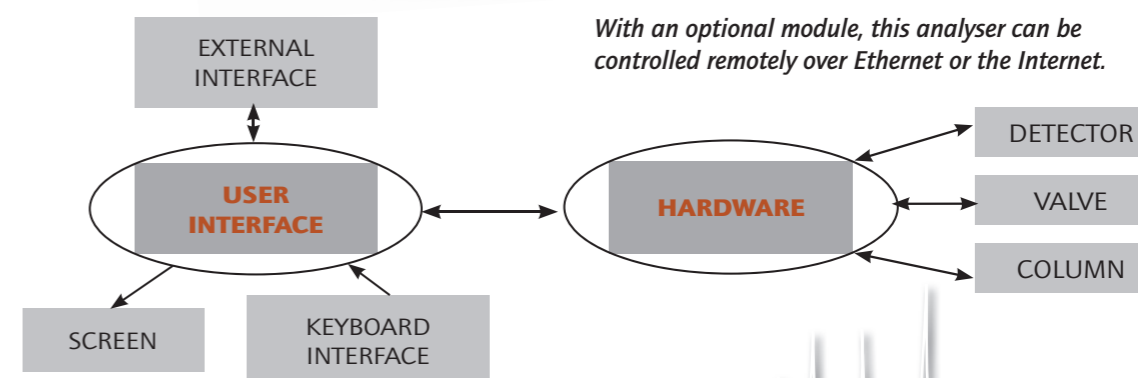 With an optional module, this analyser can be
controlled remotely over Ethernet or the Internet.
EXTERNAL
INTERFACE
USER
INTERFACE
SCREEN
KEYBOARD
INTERFACE
HARDWARE
DETECTOR
VALVE
COLUMN